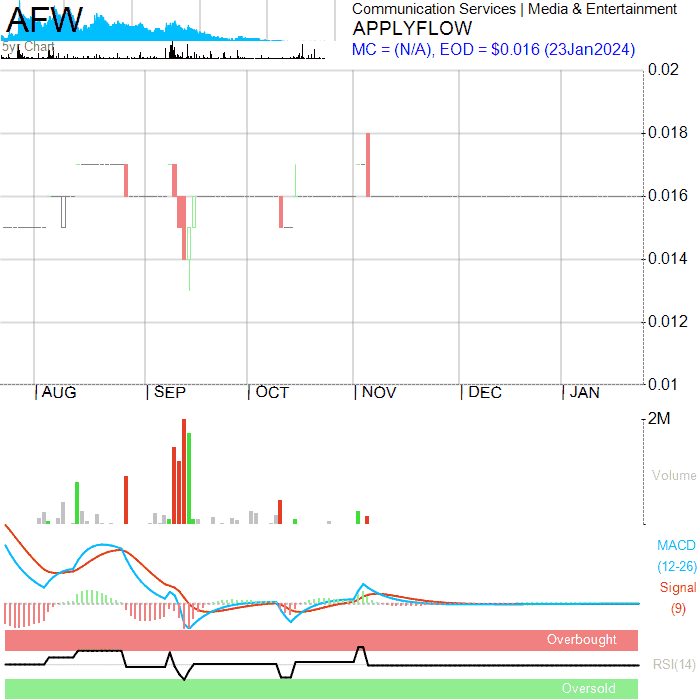 AFW
5y Chart
Communication Services | Media & Entertainment
APPLYFLOW
MC = (N/A), EOD = $0.016 (23Jan2024)
0.02
0.018
0.016
0.014
0.012
0.01
AUG SEP OCT NOV DEC JAN
2M
Volume
MACD
(12-26)
Signal
(9)
Overbought
RSI(14)
Oversold